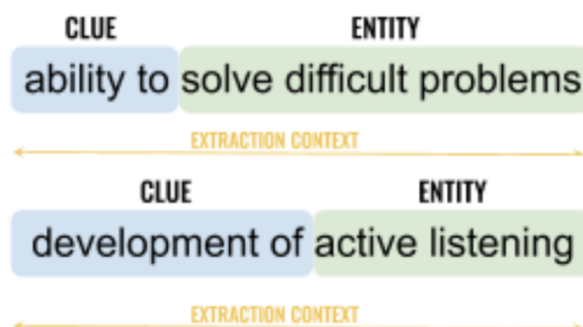 CLUE ENTITY
ability to solve difficult problems
EXTRACTION CONTEXT
CLUE ENTITY
development of active listening
EXTRACTION CONTEXT